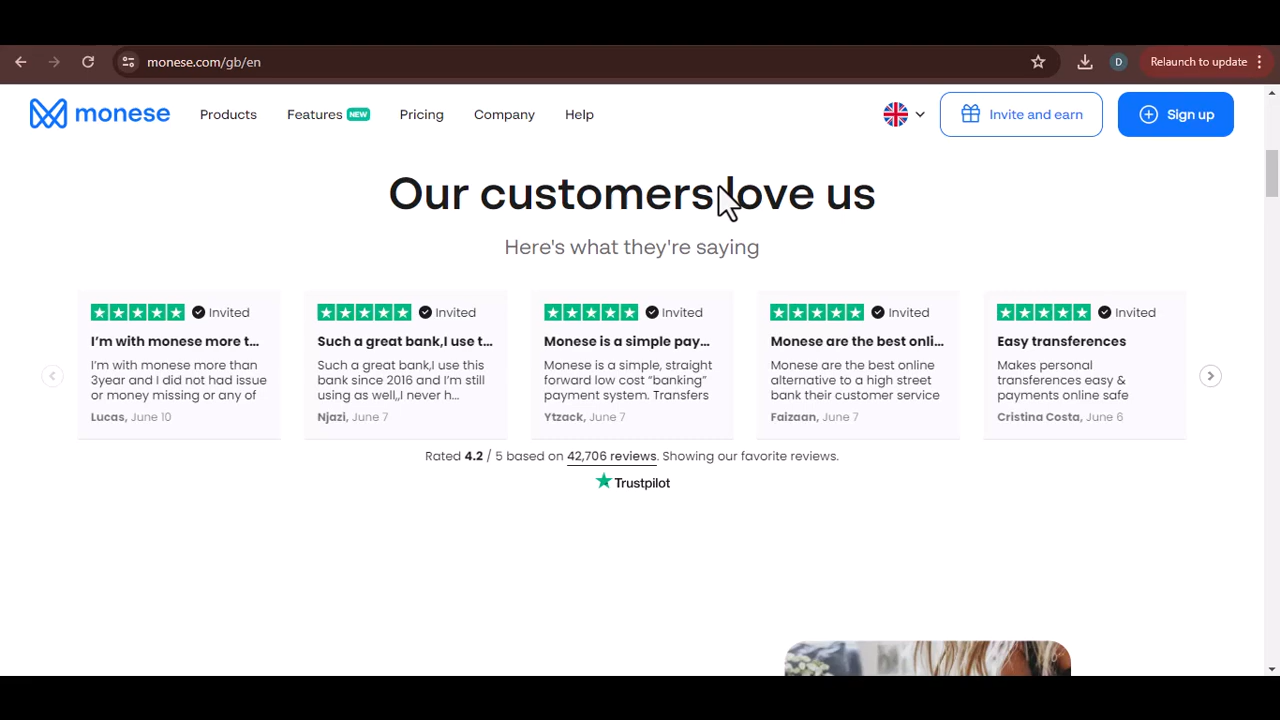 monese.com/gb/en
D
Relaunch to update
monese
Products
Features NEW
Pricing
Company
Help
Invite and earn
Sign up
Our customers love us
Here's what they're saying
Invited
I'm with monese more t...
I'm with monese more than
3year and I did not had issue
or money missing or any of
Lucas, June 10
Invited
Such a great bank,I use t...
Such a great bank,I use this
bank since 2016 and I'm still
using as well,,I never h...
Njazi, June 7
Invited
Monese is a simple pay...
Monese is a simple, straight
forward low cost “banking”
payment system. Transfers
Ytzack, June 7
Invited
Monese are the best onli...
Monese are the best online
alternative to a high street
bank their customer service
Faizaan, June 7
Invited
Easy transferences
Makes personal
transferences easy &
payments online safe
Cristina Costa, June 6
Rated 4.2 / 5 based on 42,706 reviews. Showing our favorite reviews.
Trustpilot